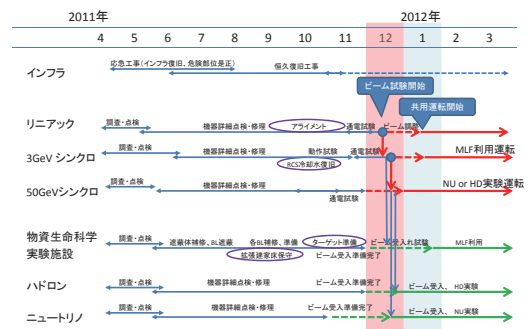 2011年 2012年
4 5 6 7 8 9 10 11 12 1 2 3
インフラ
応急工事(インフラ復旧、危険部位是正)
恒久復旧工事
ビーム試験開始
共用運転開始
リニアック
調査・点検
機器詳細点検・修理
アライメント
通電試験
ビーム調整
3GeV シンクロ
調査・点検
機器詳細点検・修理
動作試験
通電試験
MLF利用運転
RCS冷却水復旧
50GeVシンクロ
調査・点検
機器詳細点検・修理
通電試験
NU or HD実験運転
物資生命科学
実験施設
調査・点検
遮蔽体補修、BL遮蔽
各BL補修、準備
ターゲット準備
ビーム受入れ試験
MLF利用
拡張建家床保守
ビーム受入準備完了
ハドロン
調査・点検
機器詳細点検・修理
ビーム受入準備完了
ビーム受入、 HD実験
ニュートリノ
調査・点検
機器詳細点検・修理
ビーム受入準備完了
ビーム受入、 NU実験